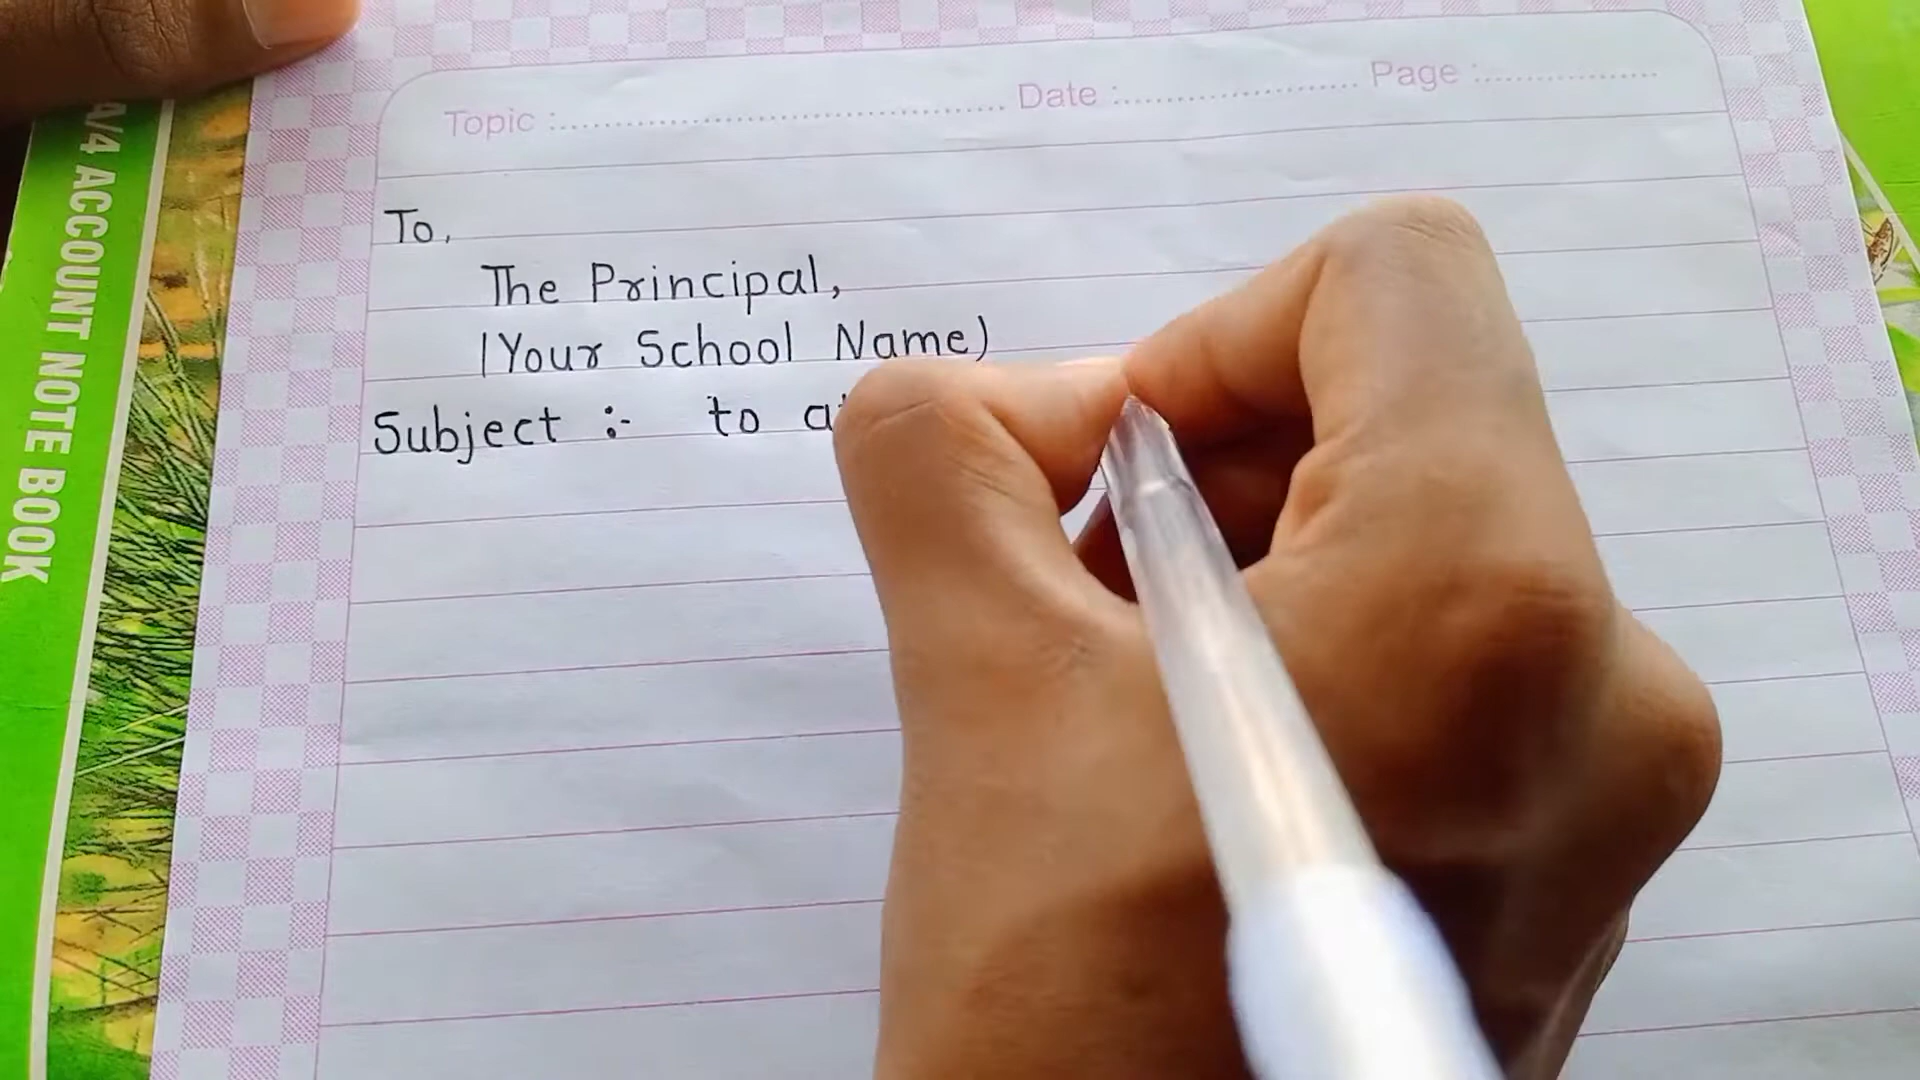 A/4 ACCOUNT NOTE BOOK
Topic : Date : Page :
To,
The Principal,
(Your School Name)
Subject :- to